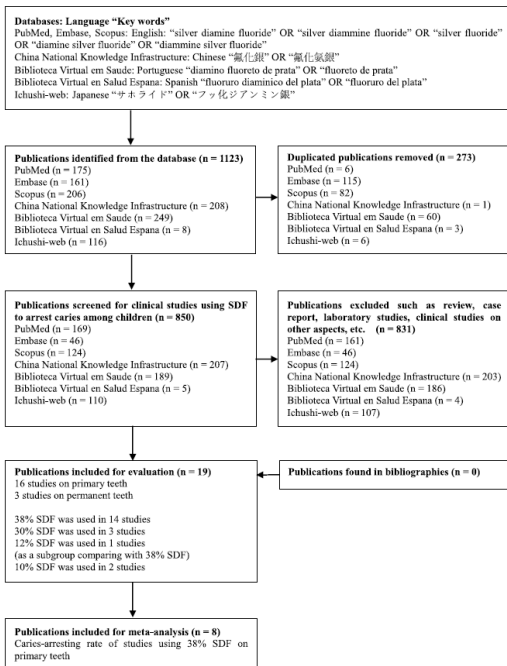 Databases: Language “Key words”
PubMed, Embase, Scopus: English: “silver diamine fluoride” OR “silver diammine fluoride” OR “silver fluoride”
OR “diamine silver fluoride” OR “diammine silver fluoride”
China National Knowledge Infrastructure: Chinese “氟化銀” OR “氟化氨銀”
Biblioteca Virtual em Saude: Portuguese “diamino fluoreto de prata” OR “fluoreto de prata”
Biblioteca Virtual en Salud Espana: Spanish “fluoruro diaminico del plata” OR “fluoruro del plata”
Ichushi-web: Japanese “サホライド” OR “フッ化ジアンミン銀”
Publications identified from the database (n = 1123)
PubMed (n = 175)
Embase (n = 161)
Scopus (n = 206)
China National Knowledge Infrastructure (n = 208)
Biblioteca Virtual em Saude (n = 249)
Biblioteca Virtual en Salud Espana (n = 8)
Ichushi-web (n = 116)
Duplicated publications removed (n = 273)
PubMed (n = 6)
Embase (n = 115)
Scopus (n = 82)
China National Knowledge Infrastructure (n = 1)
Biblioteca Virtual em Saude (n = 60)
Biblioteca Virtual en Salud Espana (n = 3)
Ichushi-web (n = 6)
Publications screened for clinical studies using SDF
to arrest caries among children (n = 850)
PubMed (n = 169)
Embase (n = 46)
Scopus (n = 124)
China National Knowledge Infrastructure (n = 207)
Biblioteca Virtual em Saude (n = 189)
Biblioteca Virtual en Salud Espana (n = 5)
Ichushi-web (n = 110)
Publications excluded such as review, case
report, laboratory studies, clinical studies on
other aspects, etc. (n = 831)
PubMed (n = 161)
Embase (n = 46)
Scopus (n = 124)
China National Knowledge Infrastructure (n = 203)
Biblioteca Virtual em Saude (n = 186)
Biblioteca Virtual en Salud Espana (n = 4)
Ichushi-web (n = 107)
Publications included for evaluation (n = 19)
16 studies on primary teeth
3 studies on permanent teeth
38% SDF was used in 14 studies
30% SDF was used in 3 studies
12% SDF was used in 1 studies
(as a subgroup comparing with 38% SDF)
10% SDF was used in 2 studies
Publications found in bibliographies (n = 0)
Publications included for meta-analysis (n = 8)
Caries-arresting rate of studies using 38% SDF on
primary teeth